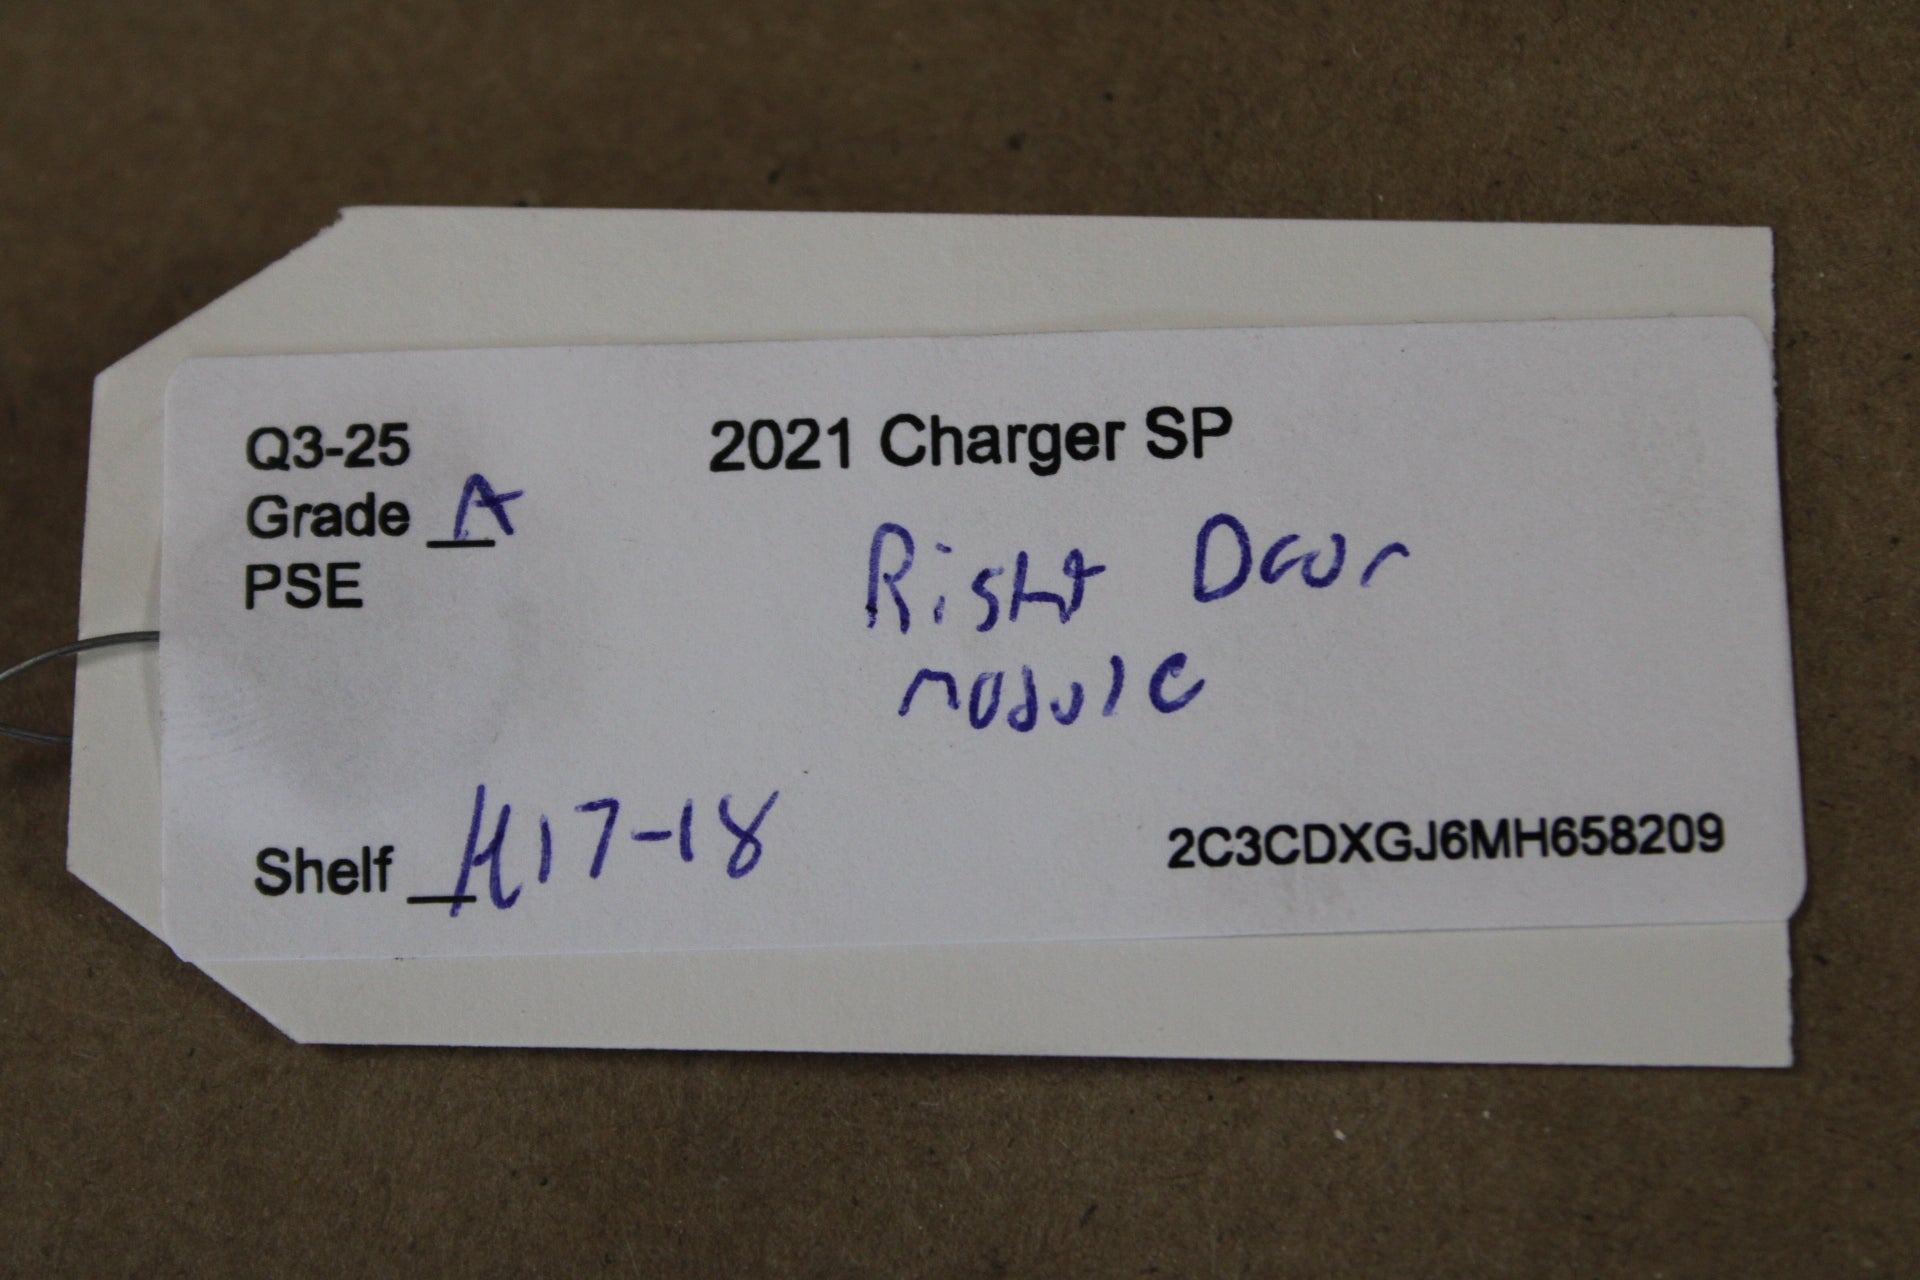 Q3-25
2021 Charger SP
Grade A
PSE
Right Door
module
Shelf H17-18
2C3CDXGJ6MH658209